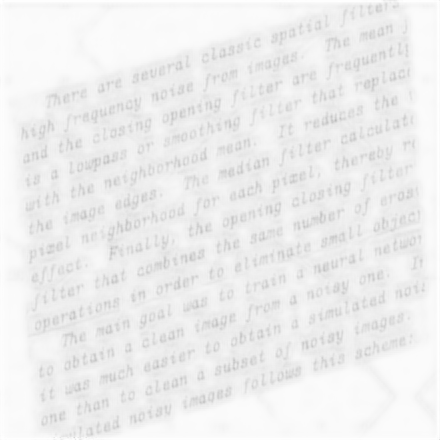 There are several classic spatial filters
high frequency noise from images. The mean
and the closing opening filter are frequently
is a lowpass or smoothing filter that replac
with the neighborhood mean. It reduces the
the image edges. The median filter calculat
pixel neighborhood for each pixel, thereby r
effect. Finally, the opening closing filter
filter that combines the same number of eros
operations in order to eliminate small objec
The main goal was to train a neural networ
to obtain a clean image from a noisy one. I
it was much easier to obtain a simulated noi
one than to clean a subset of noisy images.
ulated noisy images follows this scheme: